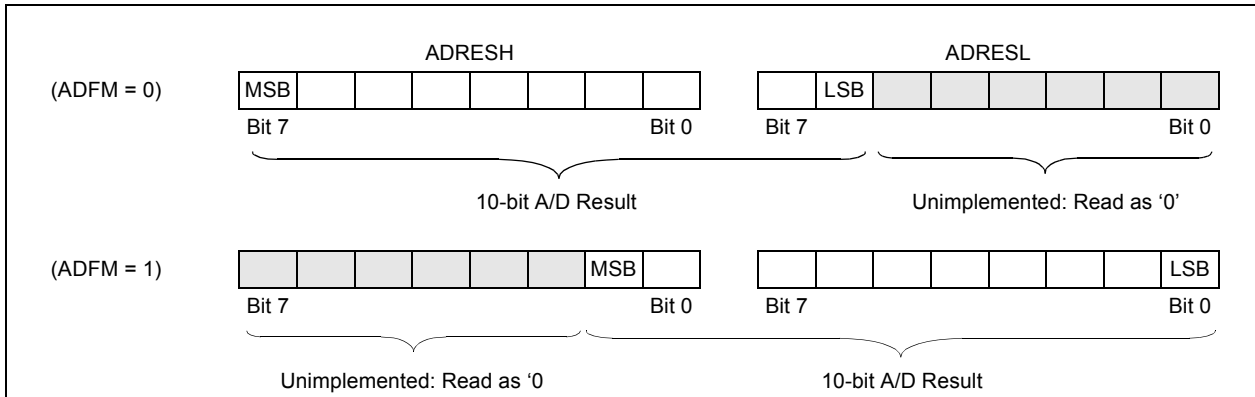 ADRESH ADRESL
(ADFM = 0) MSB LSB
Bit 7 Bit 0 Bit 7 Bit 0
10-bit A/D Result Unimplemented: Read as ‘0’
(ADFM = 1) MSB LSB
Bit 7 Bit 0 Bit 7 Bit 0
Unimplemented: Read as ‘0 10-bit A/D Result